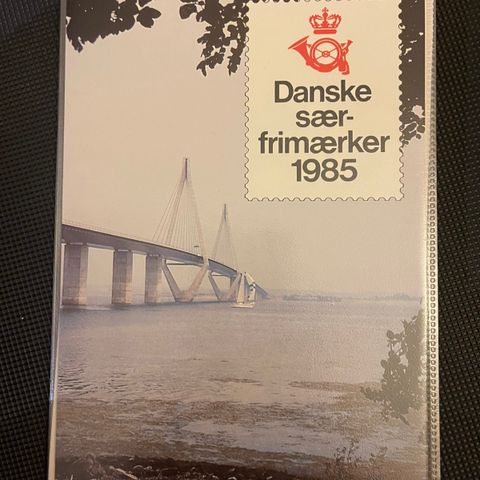 Danske
sær-
frimærker
1985